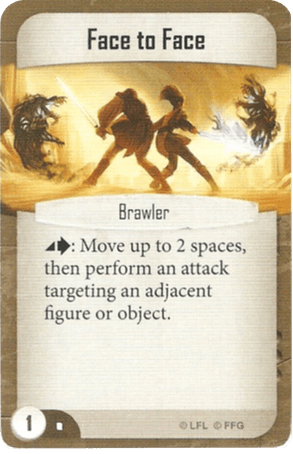 Face to Face
Brawler
: Move up to 2 spaces,
then perform an attack
targeting an adjacent
figure or object.
1
© LFL © FFG